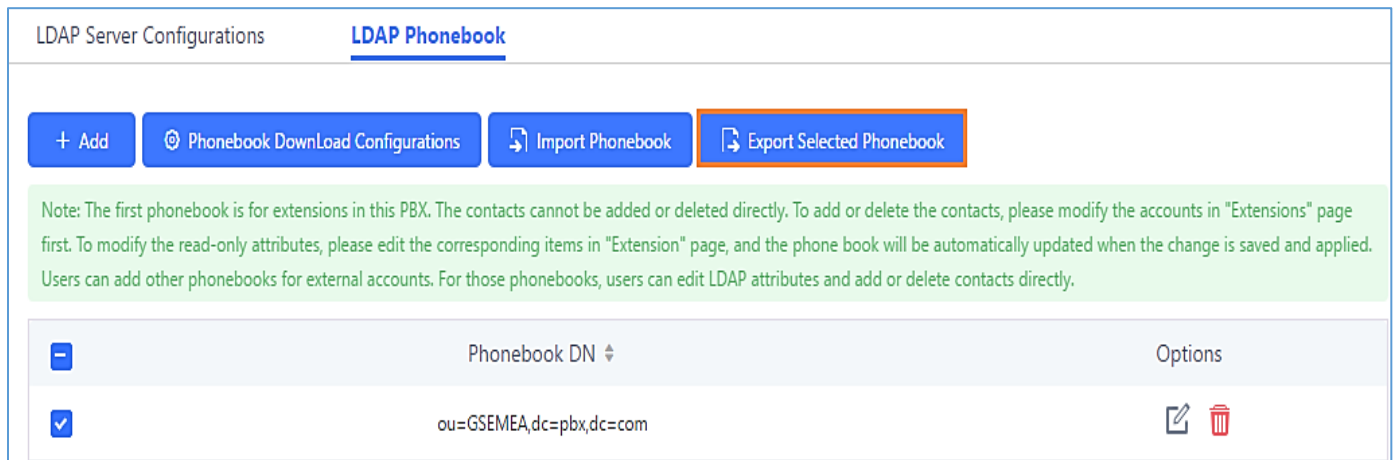 LDAP Server Configurations LDAP Phonebook
+ Add Phonebook DownLoad Configurations Import Phonebook Export Selected Phonebook
Note: The first phonebook is for extensions in this PBX. The contacts cannot be added or deleted directly. To add or delete the contacts, please modify the accounts in "Extensions" page
first. To modify the read-only attributes, please edit the corresponding items in "Extension" page, and the phone book will be automatically updated when the change is saved and applied.
Users can add other phonebooks for external accounts. For those phonebooks, users can edit LDAP attributes and add or delete contacts directly.
Phonebook DN Options
ou=GSEMEA,dc=pbx,dc=com